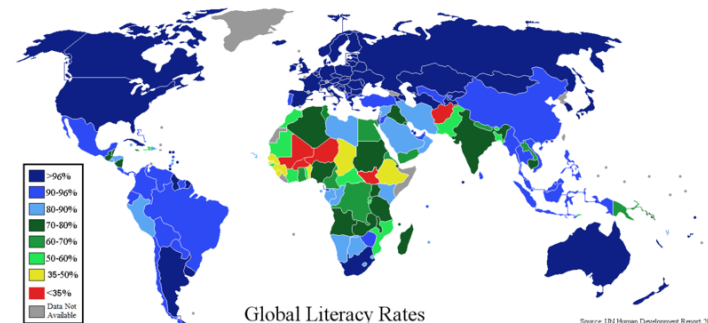 >96%
90-96%
80-90%
70-80%
60-70%
50-60%
35-50%
<35%
Data Not
Available
Global Literacy Rates
Source: UN Human Development Report 20